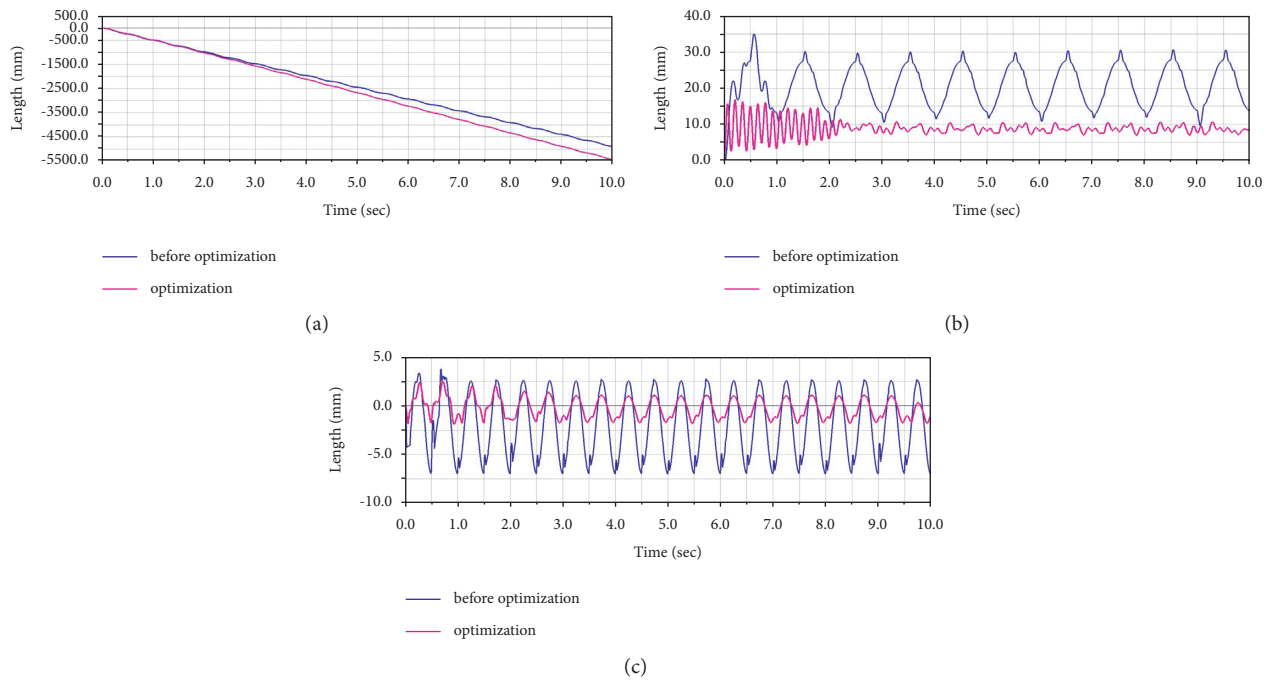 500.0
0.0
-500.0
-1500.0
-2500.0
-3500.0
-4500.0
-5500.0
Length (mm)
0.0 1.0 2.0 3.0 4.0 5.0 6.0 7.0 8.0 9.0 10.0
Time (sec)
before optimization
optimization
(a)
40.0
30.0
20.0
10.0
0.0
Length (mm)
0.0 1.0 2.0 3.0 4.0 5.0 6.0 7.0 8.0 9.0 10.0
Time (sec)
before optimization
optimization
(b)
5.0
0.0
-5.0
-10.0
Length (mm)
0.0 1.0 2.0 3.0 4.0 5.0 6.0 7.0 8.0 9.0 10.0
Time (sec)
before optimization
optimization
(c)